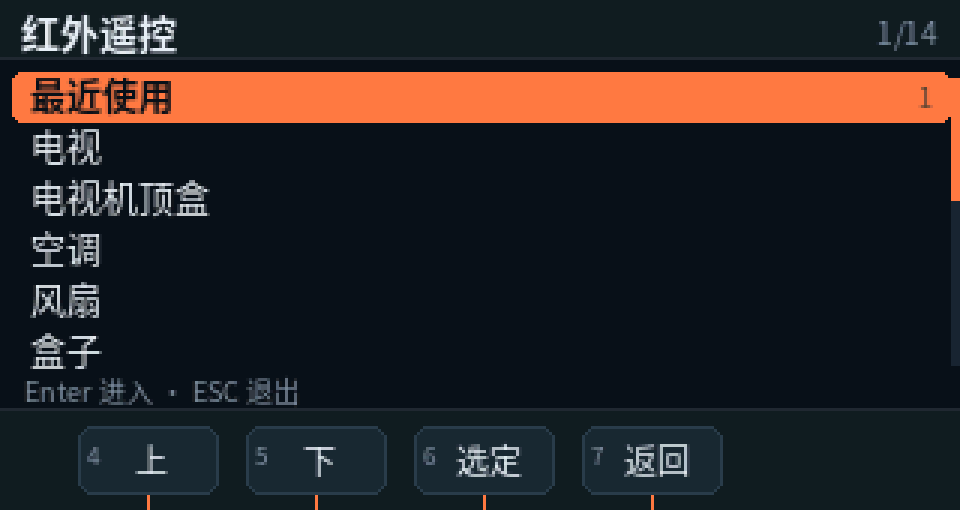 红外遥控 1/14
最近使用 1
电视
电视机顶盒
空调
风扇
盒子
Enter 进入 · ESC 退出
4 上 5 下 6 选定 7 返回